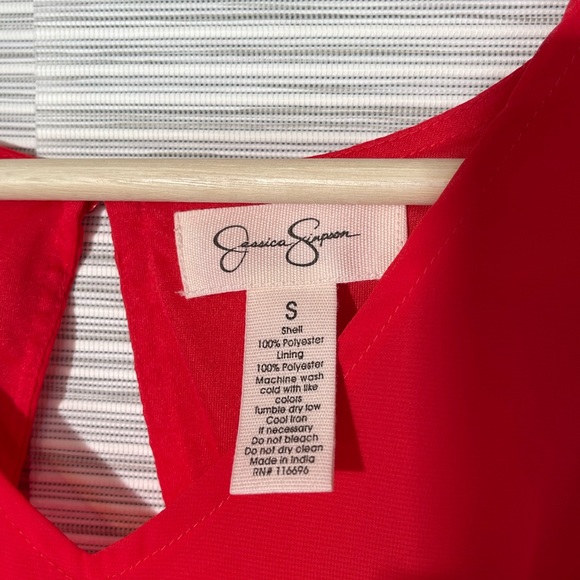 Jessica Simpson
S
Shell
100% Polyester
Lining
100% Polyester
Machine wash
cold with like
colors
Tumble dry low
Cool Iron
if necessary
Do not bleach
Do not dry clean
Made in India
RN# 116696